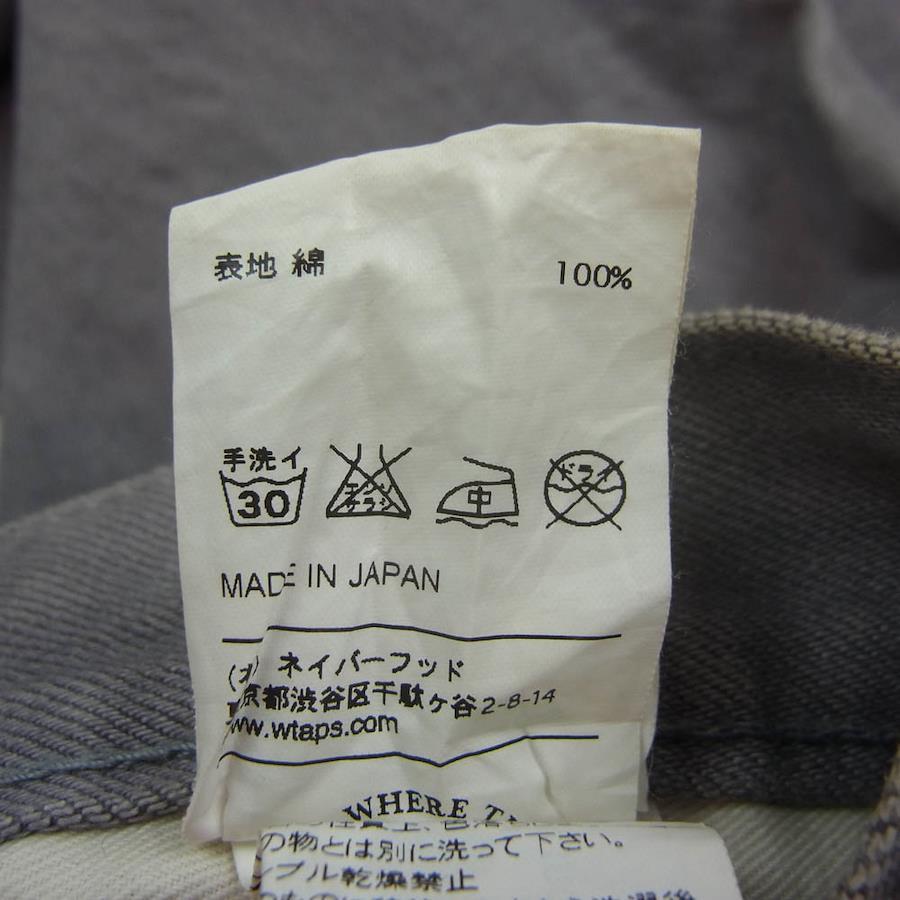 表地 綿 100%
手洗イ
30 エンソ 中 ドライ
サラシ
MADE IN JAPAN
ネイバーフッド
京都渋谷区千駄ヶ谷2-8-14
www.wtaps.com
WHERE
の物とは別に洗って下さい。
ンブル乾燥禁止